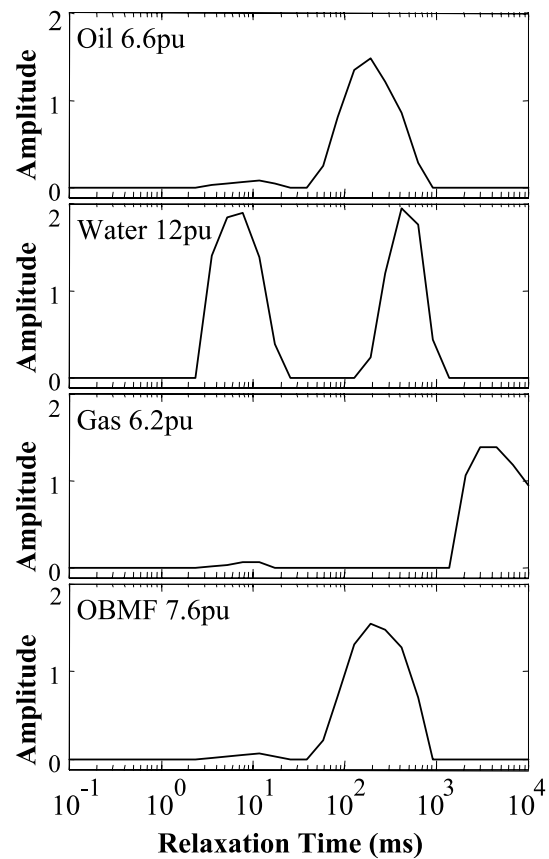 Oil 6.6pu
Amplitude
2
1
0
Water 12pu
Amplitude
2
1
0
Gas 6.2pu
Amplitude
2
1
0
OBMF 7.6pu
Amplitude
2
1
0
10^-1 10^0 10^1 10^2 10^3 10^4
Relaxation Time (ms)